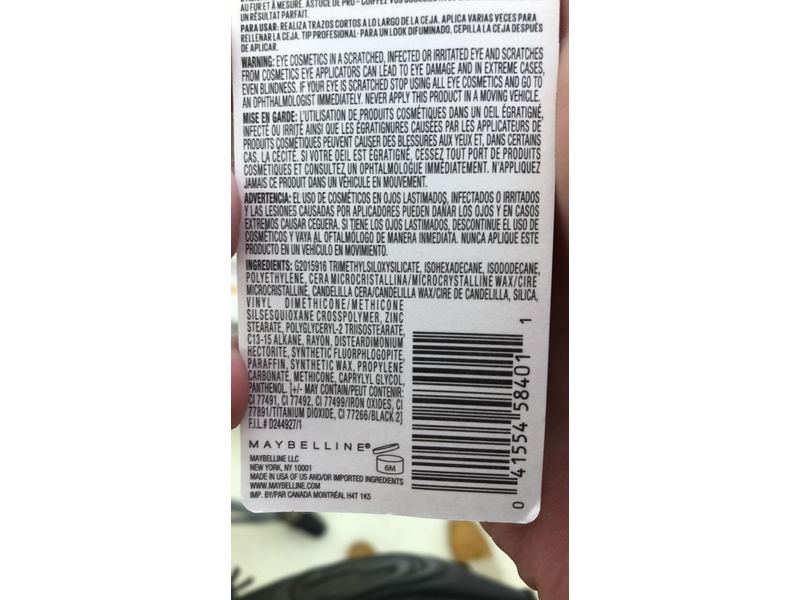 AU FUR ET À MESURE. ASTUCE DE PRO - COIFFEZ
UN RÉSULTAT PARFAIT.
PARA USAR: REALIZA TRAZOS CORTOS A LO LARGO DE LA CEJA. APLICA VARIAS VECES PARA
RELLENAR LA CEJA. TIP PROFESIONAL- PARA UN LOOK DIFUMINADO, CEPILLA LA CEJA DESPUÉS
DE APLICAR.
WARNING: EYE COSMETICS IN A SCRATCHED, INFECTED OR IRRITATED EYE AND SCRATCHES
FROM COSMETICS EYE APPLICATORS CAN LEAD TO EYE DAMAGE AND IN EXTREME CASES,
EVEN BLINDNESS. IF YOUR EYE IS SCRATCHED STOP USING ALL EYE COSMETICS AND GO TO
AN OPHTHALMOLOGIST IMMEDIATELY. NEVER APPLY THIS PRODUCT IN A MOVING VEHICLE.
MISE EN GARDE: L'UTILISATION DE PRODUITS COSMÉTIQUES DANS UN OEIL ÉGRATIGNÉ,
INFECTÉ OU IRRITÉ AINSI QUE LES ÉGRATIGNURES CAUSÉES PAR LES APPLICATEURS DE
PRODUITS COSMÉTIQUES PEUVENT CAUSER DES BLESSURES AUX YEUX ET, DANS CERTAINS
CAS, LA CÉCITÉ. SI VOTRE OEIL EST ÉGRATIGNÉ, CESSEZ TOUT PORT DE PRODUITS
COSMÉTIQUES ET CONSULTEZ UN OPHTALMOLOGUE IMMÉDIATEMENT. N'APPLIQUEZ
JAMAIS CE PRODUIT DANS UN VÉHICULE EN MOUVEMENT.
ADVERTENCIA: EL USO DE COSMÉTICOS EN OJOS LASTIMADOS, INFECTADOS O IRRITADOS
Y LAS LESIONES CAUSADAS POR APLICADORES PUEDEN DAÑAR LOS OJOS Y EN CASOS
EXTREMOS CAUSAR CEGUERA. SI TIENE LOS OJOS LASTIMADOS, DISCONTINUE EL USO DE
COSMÉTICOS Y VAYA AL OFTALMÓLOGO DE MANERA INMEDIATA. NUNCA APLIQUE ESTE
PRODUCTO EN UN VEHÍCULO EN MOVIMIENTO.
INGREDIENTS: G2015916 TRIMETHYLSILOXYSILICATE, ISOHEXADECANE, ISODODECANE,
POLYETHYLENE, CERA MICROCRISTALLINA/MICROCRYSTALLINE WAX/CIRE
MICROCRISTALLINE, CANDELILLA CERA/CANDELILLA WAX/CIRE DE CANDELILLA, SILICA,
VINYL DIMETHICONE/METHICONE
SILSESQUIOXANE CROSSPOLYMER, ZINC
STEARATE, POLYGLYCERYL-2 TRIISOSTEARATE,
C13-15 ALKANE, RAYON, DISTEARDIMONIUM
HECTORITE, SYNTHETIC FLUORPHLOGOPITE,
PARAFFIN, SYNTHETIC WAX, PROPYLENE
CARBONATE, METHICONE, CAPRYLYL GLYCOL,
PANTHENOL. [+/- MAY CONTAIN/PEUT CONTENIR:
CI 77491, CI 77492, CI 77499/IRON OXIDES, CI
77891/TITANIUM DIOXIDE, CI 77266/BLACK 2]
F.I.L.# D244927/1
MAYBELLINE®
6M
MAYBELLINE LLC
NEW YORK, NY 10001
MADE IN USA OF US AND/OR IMPORTED INGREDIENTS
WWW.MAYBELLINE.COM
IMP. BY/PAR CANADA MONTRÉAL H4T 1K5
0 41554 58401 1